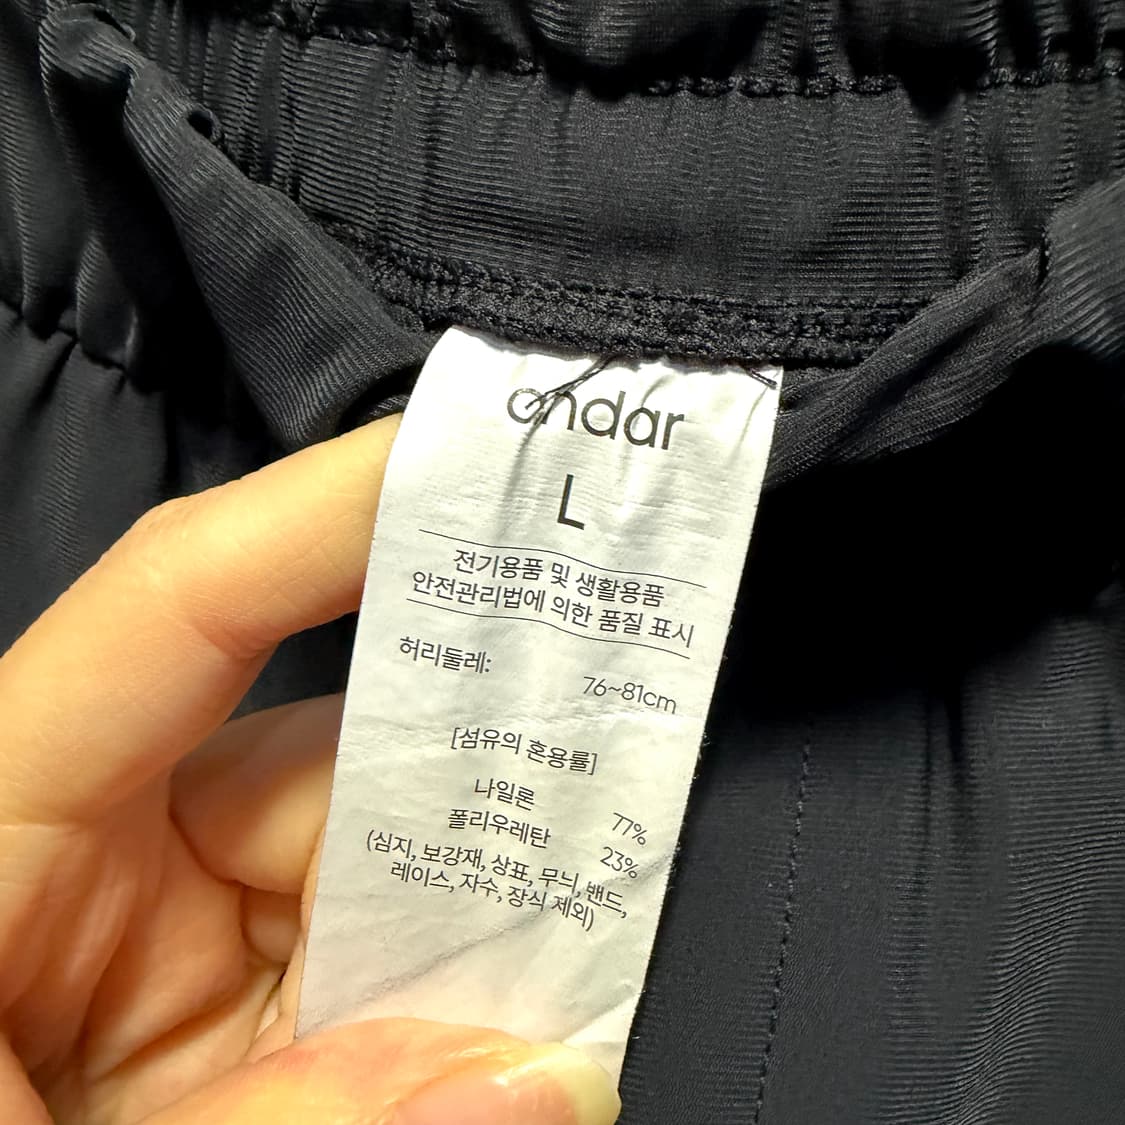 andar
L
전기용품 및 생활용품
안전관리법에 의한 품질 표시
허리둘레:
76~81cm
[섬유의 혼용률]
나일론 77%
폴리우레탄 23%
(심지, 보강재, 상표, 무늬, 밴드,
레이스, 자수, 장식 제외)